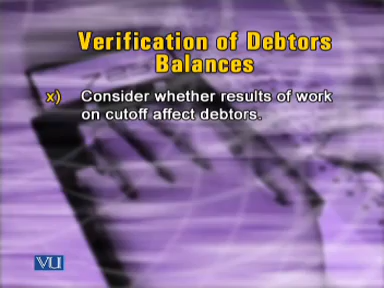 Verification of Debtors
Balances
x) Consider whether results of work
on cutoff affect debtors.
VU